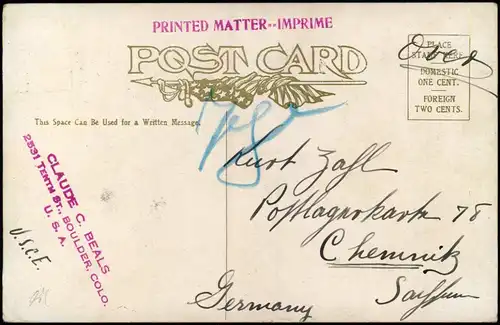 PRINTED MATTER--IMPRIME
POST CARD
PLACE
STAMP HERE
DOMESTIC
ONE CENT.
FOREIGN
TWO CENTS.
This Space Can Be Used for a Written Message.
CLAUDE C. BEALS
2531 TENTH ST., BOULDER, COLO.
U. S. A.
U.S.C.E.
Kurt Zahl
Postlagerkarte 78
Chemnitz
Sachsen
Germany